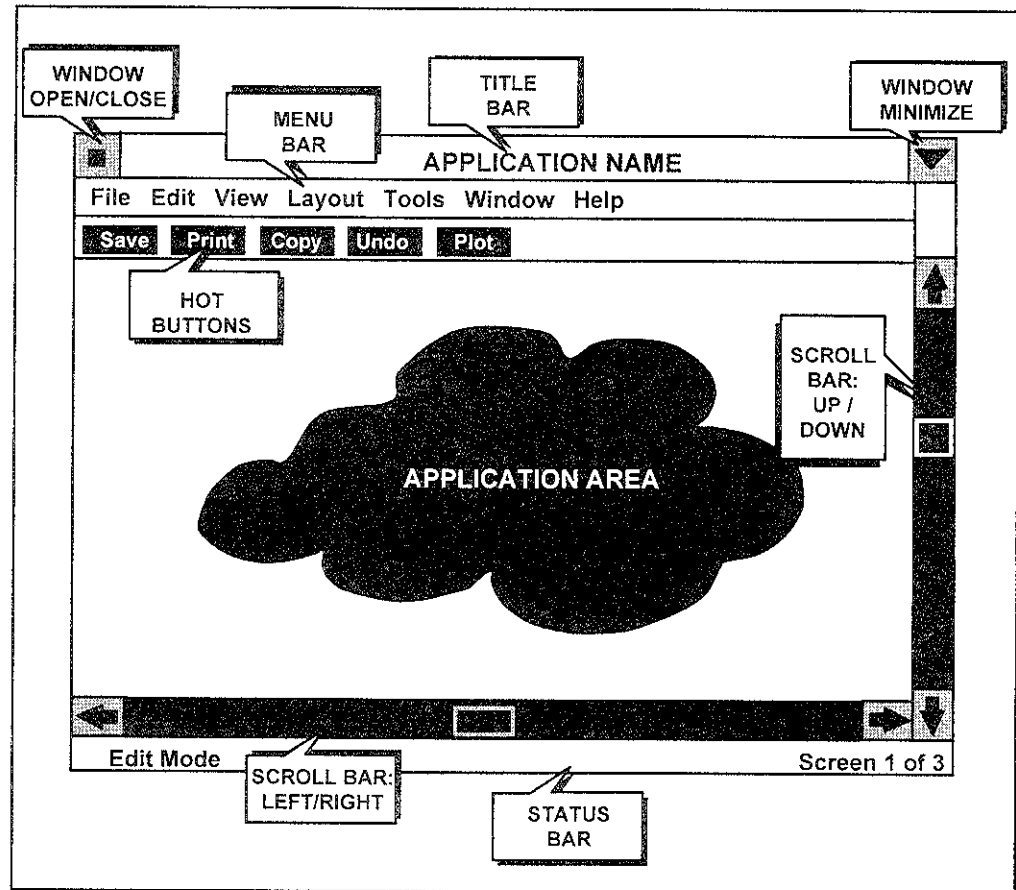 WINDOW
OPEN/CLOSE
MENU
BAR
TITLE
BAR
WINDOW
MINIMIZE
APPLICATION NAME
File Edit View Layout Tools Window Help
Save Print Copy Undo Plot
HOT
BUTTONS
SCROLL
BAR:
UP /
DOWN
APPLICATION AREA
Edit Mode
SCROLL BAR:
LEFT/RIGHT
STATUS
BAR
Screen 1 of 3